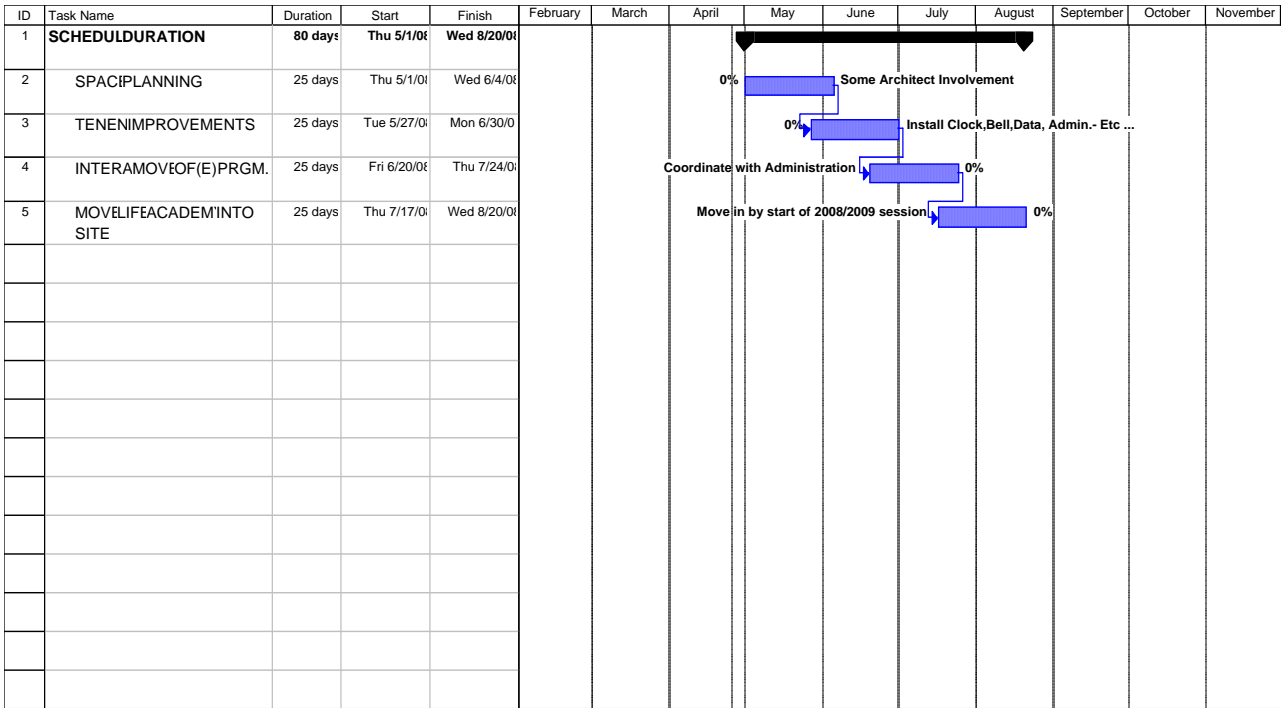 ID Task Name Duration Start Finish February March April May June July August September October November
1 SCHEDULDURATION 80 days Thu 5/1/08 Wed 8/20/08
2 SPACEPLANNING 25 days Thu 5/1/08 Wed 6/4/08 0% Some Architect Involvement
3 TENENIMPROVEMENTS 25 days Tue 5/27/08 Mon 6/30/0 0% Install Clock,Bell,Data, Admin.- Etc ...
4 INTERAMOVEOF(E)PRGM. 25 days Fri 6/20/08 Thu 7/24/08 Coordinate with Administration 0%
5 MOVELIFEACADEM'INTO 25 days Thu 7/17/08 Wed 8/20/08 Move in by start of 2008/2009 session 0%
SITE